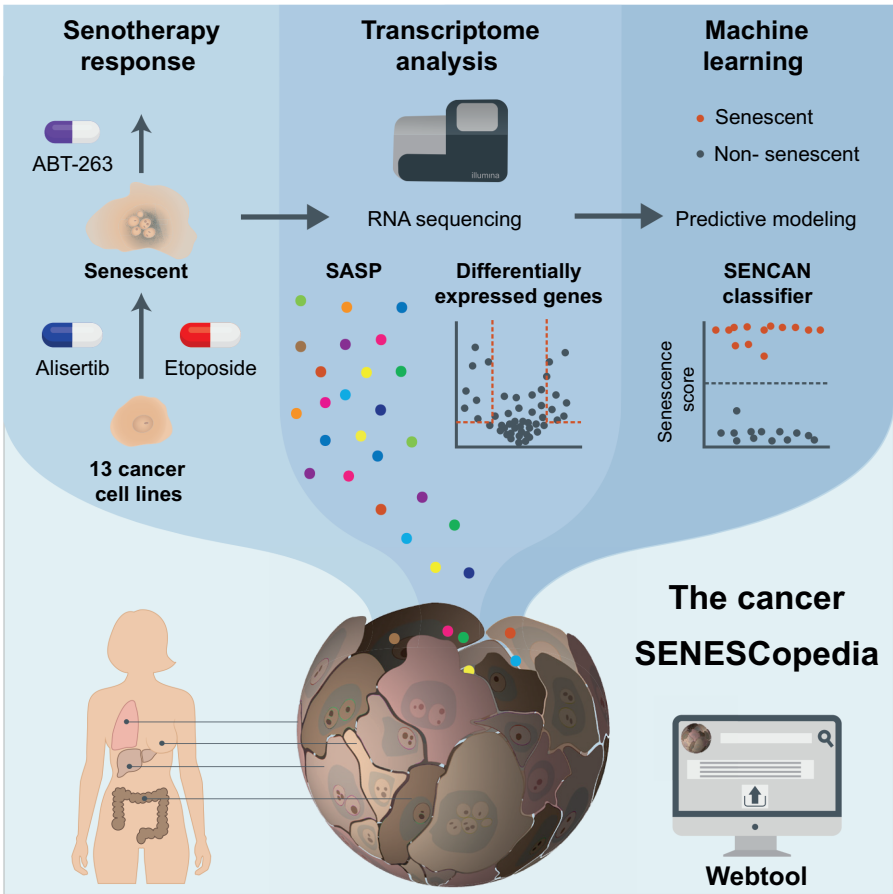 Senotherapy
response
ABT-263
Senescent
Alisertib
Etoposide
13 cancer
cell lines
Transcriptome
analysis
illumina
RNA sequencing
SASP
Differentially
expressed genes
Machine
learning
Senescent
Non- senescent
Predictive modeling
SENCAN
classifier
Senescence
score
The cancer
SENESCopedia
Webtool